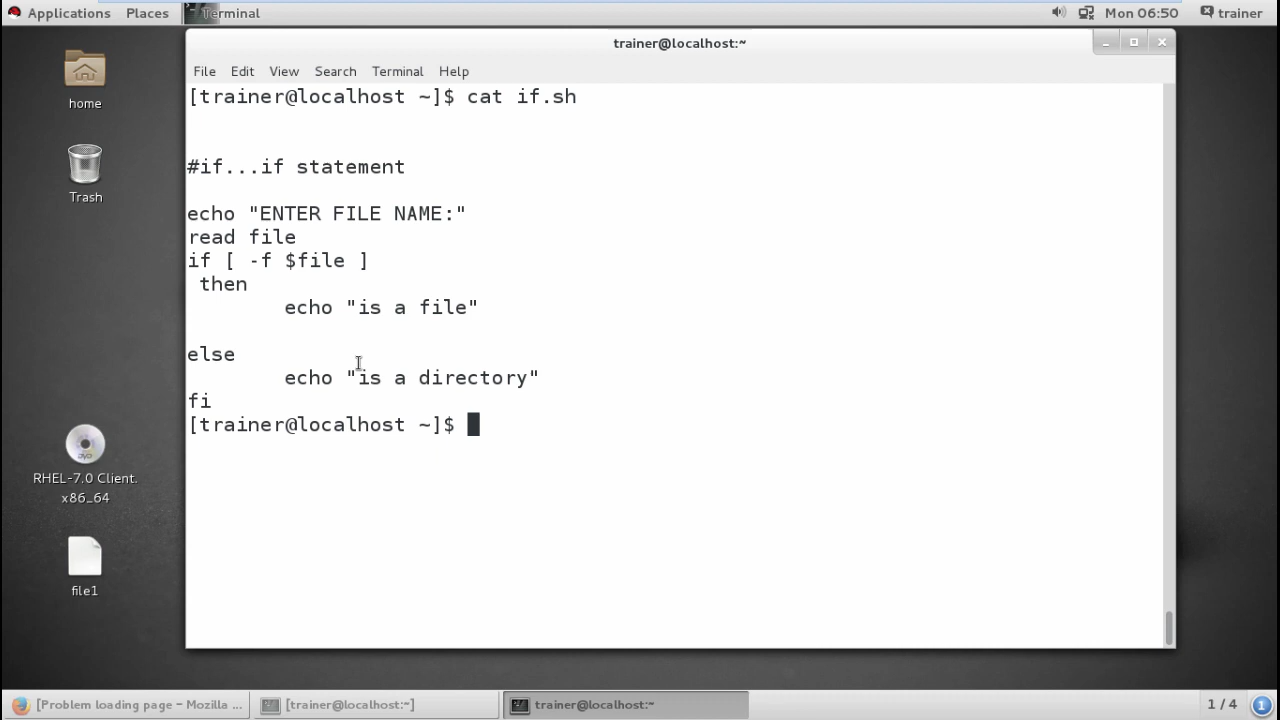 Applications Places Terminal Mon 06:50 trainer
trainer@localhost:~
File Edit View Search Terminal Help
[trainer@localhost ~]$ cat if.sh
#if...if statement
echo "ENTER FILE NAME:"
read file
if [ -f $file ]
then
echo "is a file"
else
echo "is a directory"
fi
[trainer@localhost ~]$
home
Trash
RHEL-7.0 Client.
x86_64
file1
[Problem loading page - Mozilla ... [trainer@localhost:~] trainer@localhost:~ 1 / 4 1